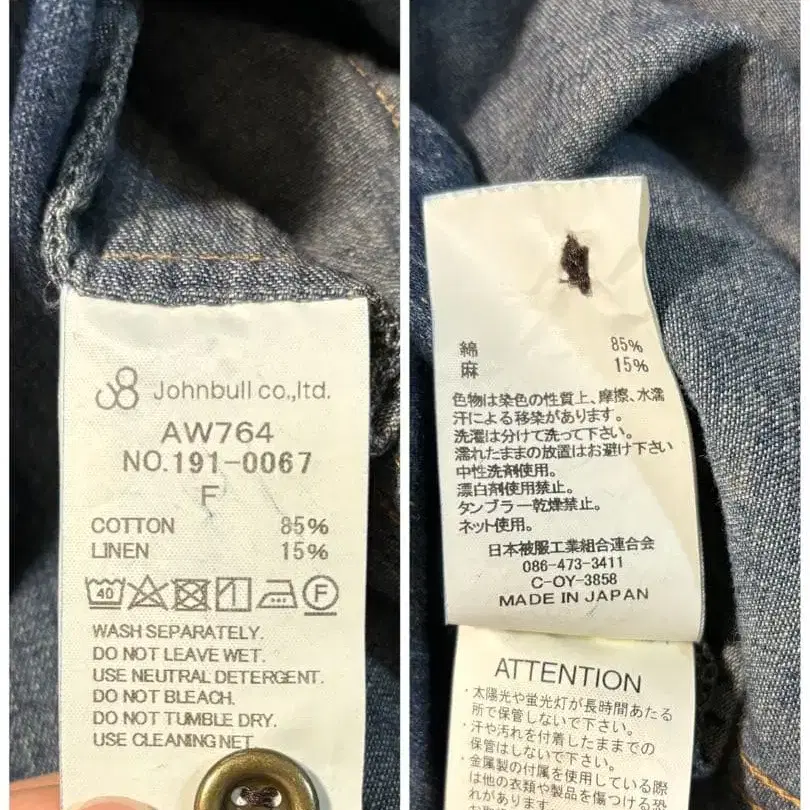 Johnbull co.,ltd.
AW764
NO.191-0067
F
COTTON 85%
LINEN 15%
40
F
WASH SEPARATELY.
DO NOT LEAVE WET.
USE NEUTRAL DETERGENT.
DO NOT BLEACH.
DO NOT TUMBLE DRY.
USE CLEANING NET.
綿 85%
麻 15%
色物は染色の性質上、摩擦、水濡
汗による移染があります。
洗濯は分けて洗って下さい。
濡れたままの放置はお避け下さい
中性洗剤使用。
漂白剤使用禁止。
タンブラー乾燥禁止。
ネット使用。
日本被服工業組合連合会
086-473-3411
C-OY-3858
MADE IN JAPAN
ATTENTION
・太陽光や蛍光灯が長時間あたる
所で保管しないで下さい。
・汗や汚れを付着したままでの
保管はしないで下さい。
・金属製の付属を使用している際
は他の衣類や製品を傷つける恐
れがあります。